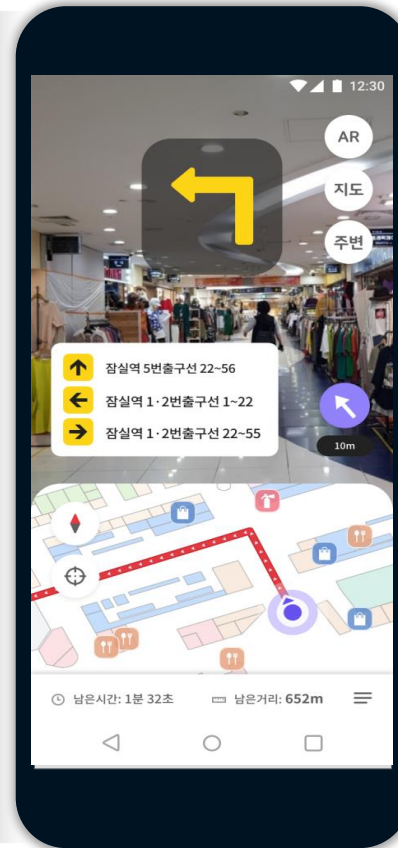 12:30
AR
지도
주변
잠실역 5번출구선 22~56
잠실역 1·2번출구선 1~22
잠실역 1·2번출구선 22~55
10m
남은시간: 1분 32초
남은거리: 652m